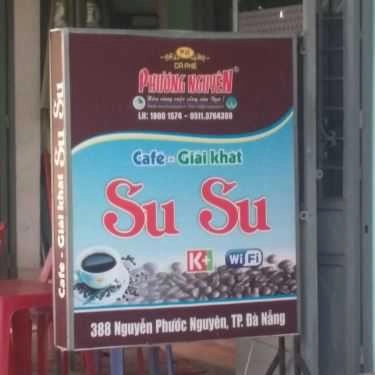 CÀ PHÊ
PHƯƠNG NGUYÊN
LH: 1800 1574 - 0511.3764388
Cafe - Giải khát
Su Su
K+ WiFi
388 Nguyễn Phước Nguyên, TP. Đà Nẵng
Cafe - Giải khát Su Su